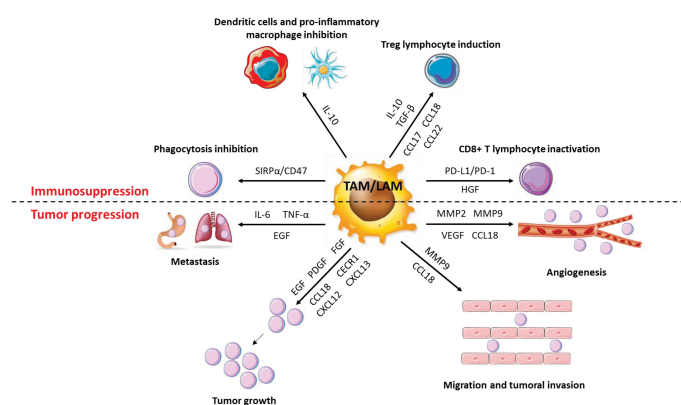 Dendritic cells and pro-inflammatory
macrophage inhibition
Treg lymphocyte induction
IL-10
IL-10
TGF-β
CCL18
CCL17
CCL22
Phagocytosis inhibition
CD8+ T lymphocyte inactivation
SIRPα/CD47
TAM/LAM
PD-L1/PD-1
HGF
Immunosuppression
Tumor progression
IL-6 TNF-α
EGF
MMP2 MMP9
VEGF CCL18
Metastasis
Angiogenesis
EGF PDGF FGF
CCL18 CECR1
CXCL12 CXCL13
MMP9
CCL18
Migration and tumoral invasion
Tumor growth